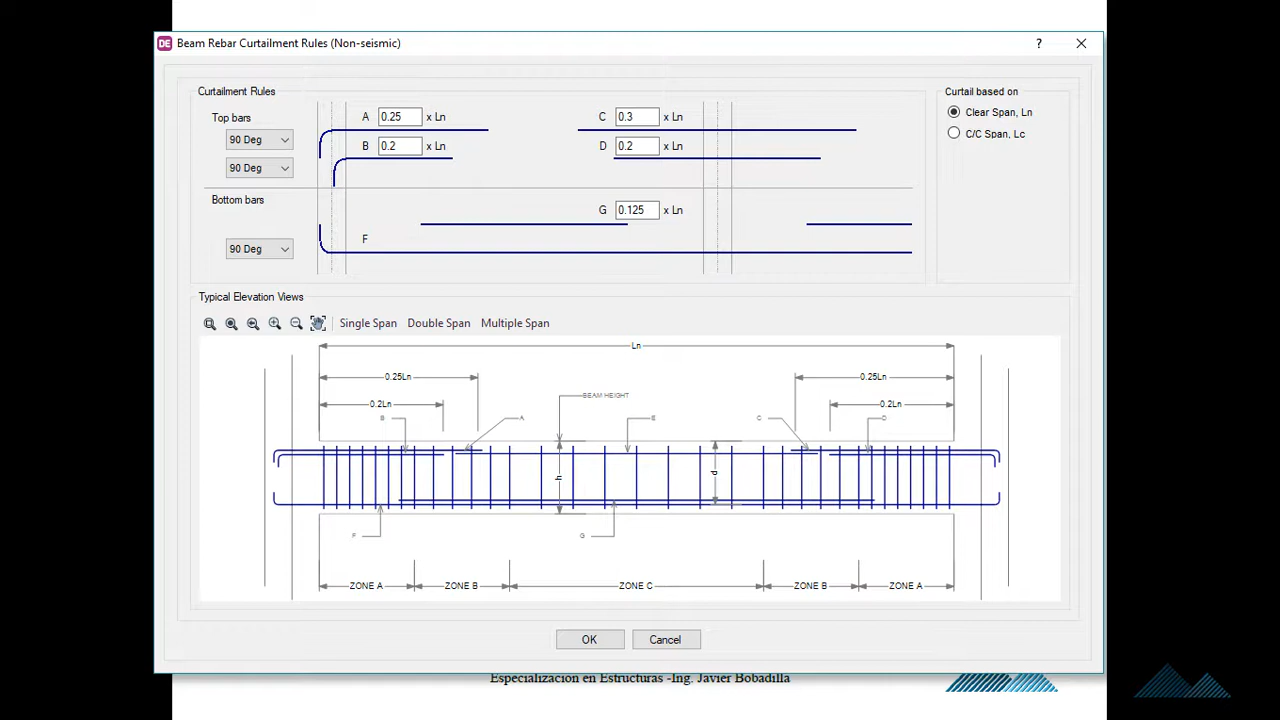 DE Beam Rebar Curtailment Rules (Non-seismic) ?
Curtailment Rules
Curtail based on
Top bars
A 0.25 x Ln
C 0.3 x Ln
Clear Span, Ln
90 Deg
C/C Span, Lc
B 0.2 x Ln
D 0.2 x Ln
90 Deg
Bottom bars
G 0.125 x Ln
90 Deg
F
Typical Elevation Views
Single Span Double Span Multiple Span
Ln
0.25Ln 0.25Ln
BEAM HEIGHT
0.2Ln 0.2Ln
B A E C D
h d
F G
ZONE A ZONE B ZONE C ZONE B ZONE A
OK Cancel
Especialización en Estructuras -Ing. Javier Bobadilla